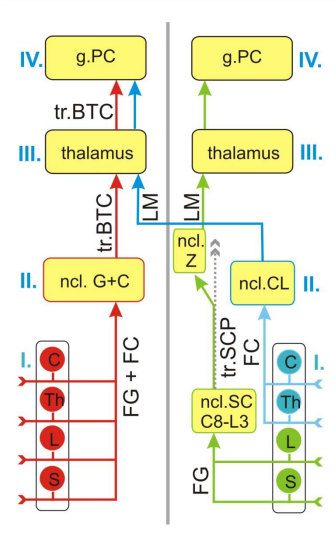 IV. g.PC g.PC IV.
tr.BTC
III. thalamus thalamus III.
tr.BTC LM LM
ncl.
Z
II. ncl. G+C ncl.CL II.
tr.SCP FC
I. C C I.
FG + FC
Th Th
ncl.SC
C8-L3
L L
FG
S S